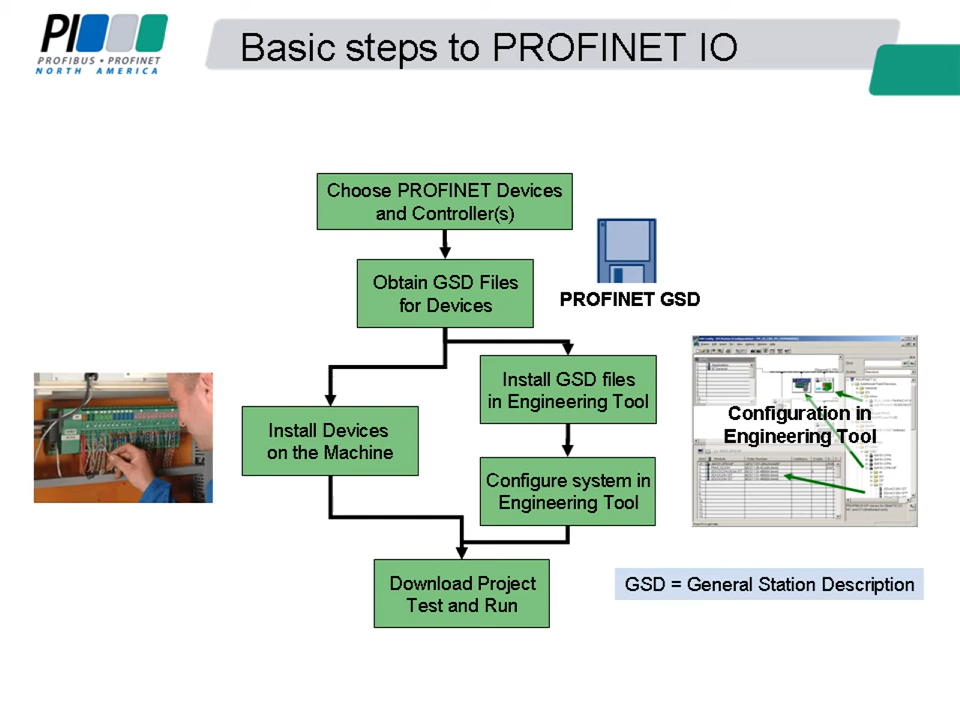 PI
PROFIBUS • PROFINET
NORTH AMERICA
Basic steps to PROFINET IO
Choose PROFINET Devices
and Controller(s)
Obtain GSD Files
for Devices
PROFINET GSD
Install GSD files
in Engineering Tool
Install Devices
on the Machine
Configure system in
Engineering Tool
Configuration in
Engineering Tool
Download Project
Test and Run
GSD = General Station Description